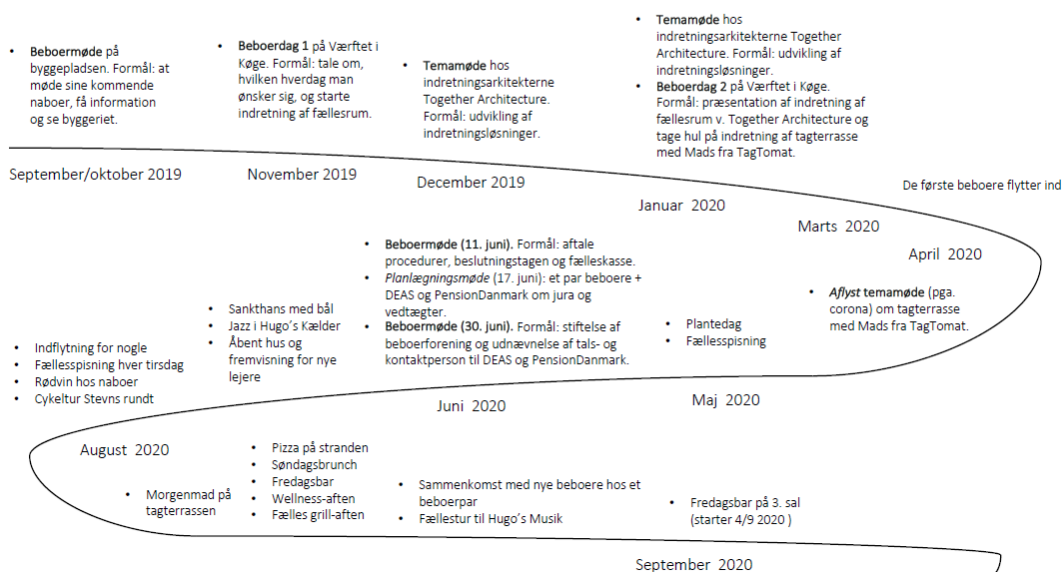 • Beboermøde på
byggepladsen. Formål: at
møde sine kommende
naboer, få information
og se byggeriet.
• Beboerdag 1 på Værftet i
Køge. Formål: tale om,
hvilken hverdag man
ønsker sig, og starte
indretning af fællesrum.
• Temamøde hos
indretningsarkitekterne
Together Architecture.
Formål: udvikling af
indretningsløsninger.
• Temamøde hos
indretningsarkitekterne Together
Architecture. Formål: udvikling af
indretningsløsninger.
• Beboerdag 2 på Værftet i Køge.
Formål: præsentation af indretning af
fællesrum v. Together Architecture og
tage hul på indretning af tagterrasse
med Mads fra TagTomat.
September/oktober 2019
November 2019
December 2019
Januar 2020
Marts 2020
April 2020
De første beboere flytter ind
• Aflyst temamøde (pga.
corona) om tagterrasse
med Mads fra TagTomat.
• Plantedag
• Fællesspisning
• Beboermøde (11. juni). Formål: aftale
procedurer, beslutningstagen og fælleskasse.
• Planlægningsmøde (17. juni): et par beboere +
DEAS og PensionDanmark om jura og
vedtægter.
• Beboermøde (30. juni). Formål: stiftelse af
beboerforening og udnævnelse af tals- og
kontaktperson til DEAS og PensionDanmark.
• Sankthans med bål
• Jazz i Hugo's Kælder
• Åbent hus og
fremvisning for nye
lejere
• Indflytning for nogle
• Fællesspisning hver tirsdag
• Rødvin hos naboer
• Cykeltur Stevns rundt
Maj 2020
Juni 2020
August 2020
• Morgenmad på
tagterrassen
• Pizza på stranden
• Søndagsbrunch
• Fredagsbar
• Wellness-aften
• Fælles grill-aften
• Sammenkomst med nye beboere hos et
beboerpar
• Fællestur til Hugo's Musik
• Fredagsbar på 3. sal
(starter 4/9 2020 )
September 2020